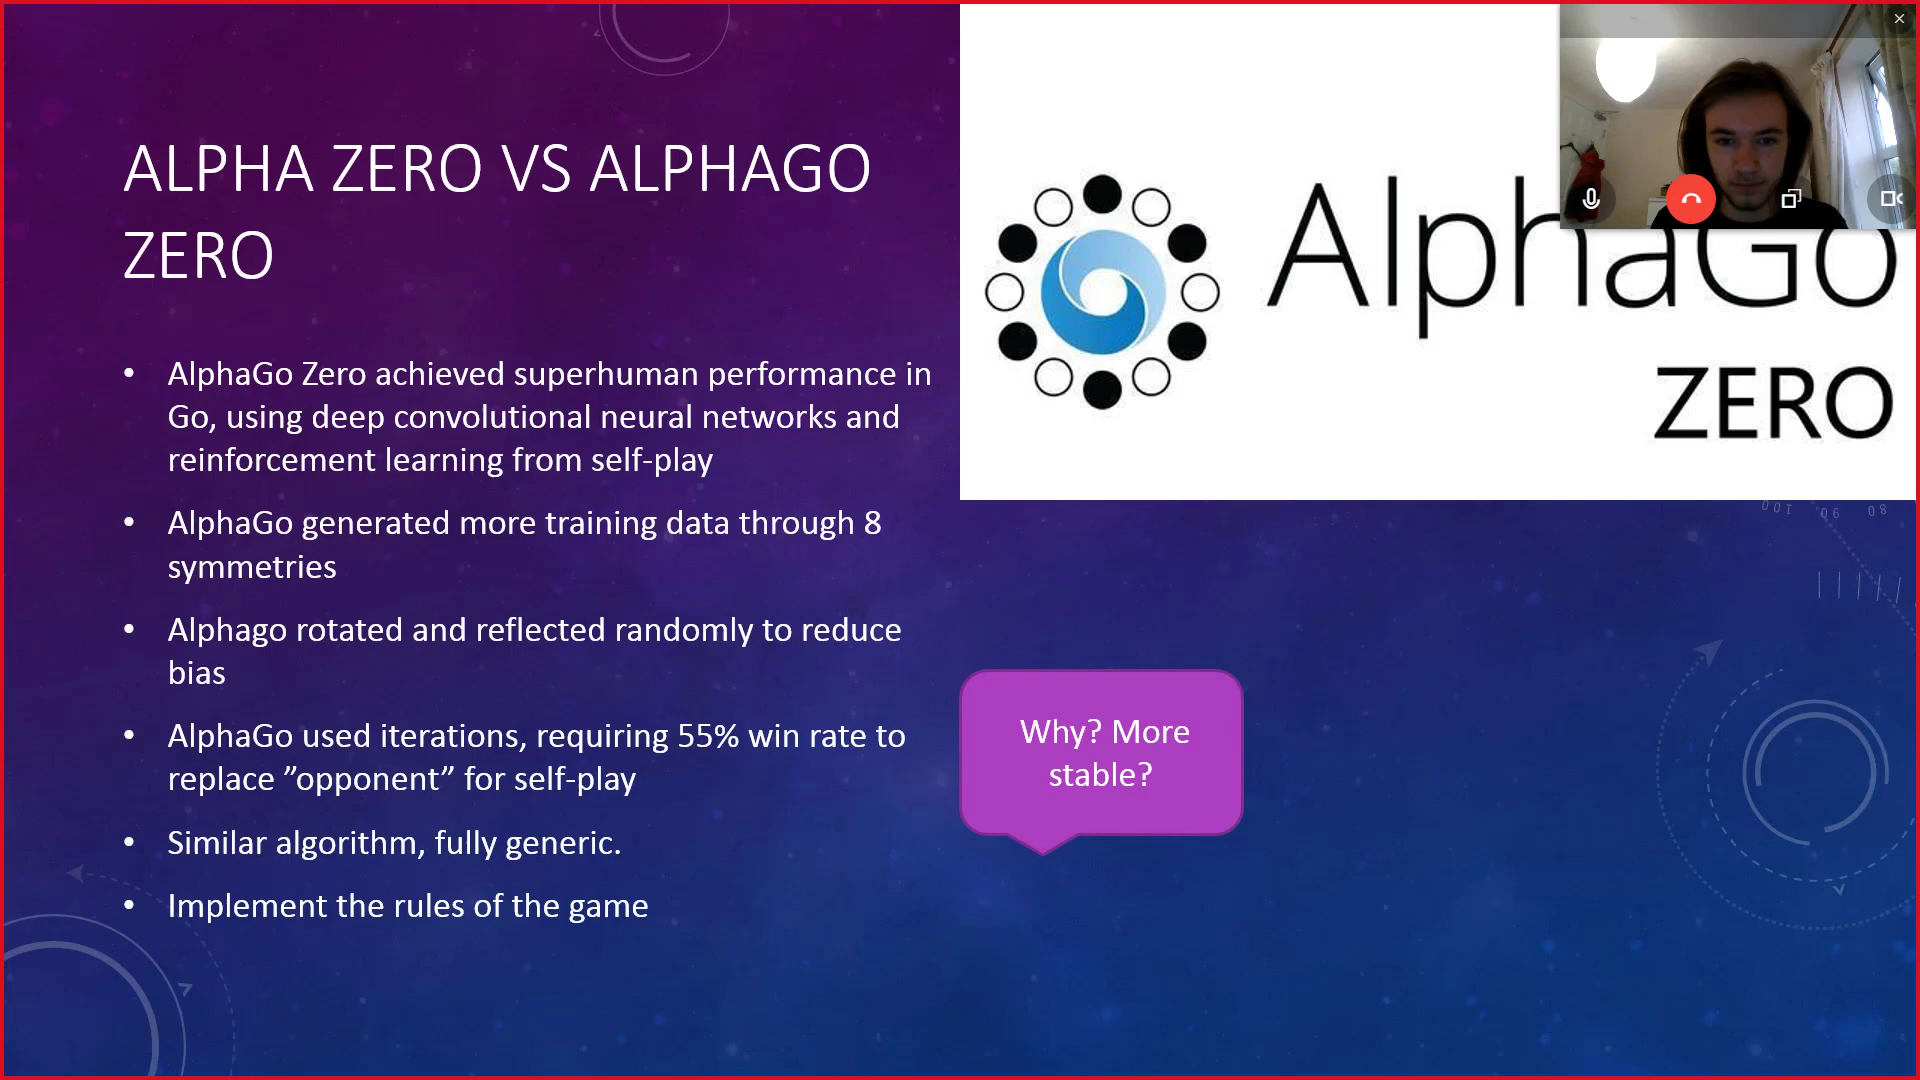 ALPHA ZERO VS ALPHAGO
ZERO
• AlphaGo Zero achieved superhuman performance in
Go, using deep convolutional neural networks and
reinforcement learning from self-play
• AlphaGo generated more training data through 8
symmetries
• Alphago rotated and reflected randomly to reduce
bias
• AlphaGo used iterations, requiring 55% win rate to
replace ”opponent” for self-play
• Similar algorithm, fully generic.
• Implement the rules of the game
AlphaGo
ZERO
Why? More
stable?
100 90 80